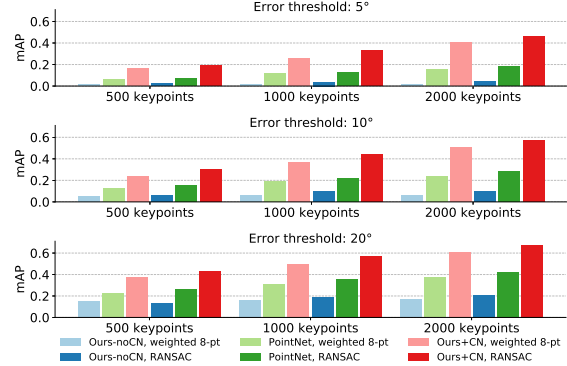 Error threshold: 5°
mAP
0.6
0.4
0.2
0.0
500 keypoints 1000 keypoints 2000 keypoints
Error threshold: 10°
mAP
0.6
0.4
0.2
0.0
500 keypoints 1000 keypoints 2000 keypoints
Error threshold: 20°
mAP
0.6
0.4
0.2
0.0
500 keypoints 1000 keypoints 2000 keypoints
Ours-noCN, weighted 8-pt PointNet, weighted 8-pt Ours+CN, weighted 8-pt
Ours-noCN, RANSAC PointNet, RANSAC Ours+CN, RANSAC